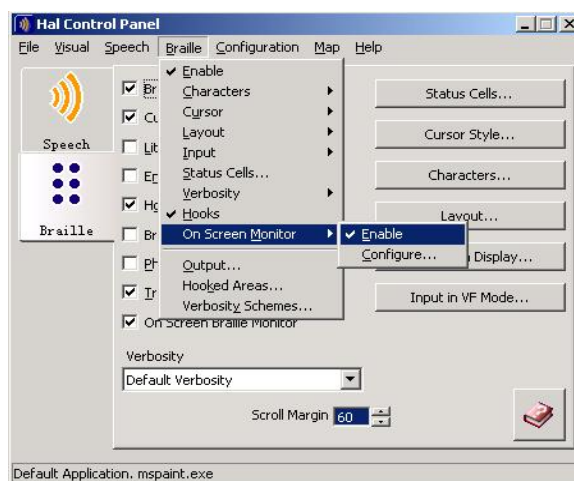 Hal Control Panel
File Visual Speech Braille Configuration Map Help
Speech
Braille
Enable
Characters
Cursor
Layout
Input
Status Cells...
Verbosity
Hooks
On Screen Monitor
Output...
Hooked Areas...
Verbosity Schemes...
Enable
Configure...
On Screen Braille Monitor
Verbosity
Default Verbosity
Scroll Margin 60
Status Cells...
Cursor Style...
Characters...
Layout...
Display...
Input in VF Mode...
Default Application. mspaint.exe